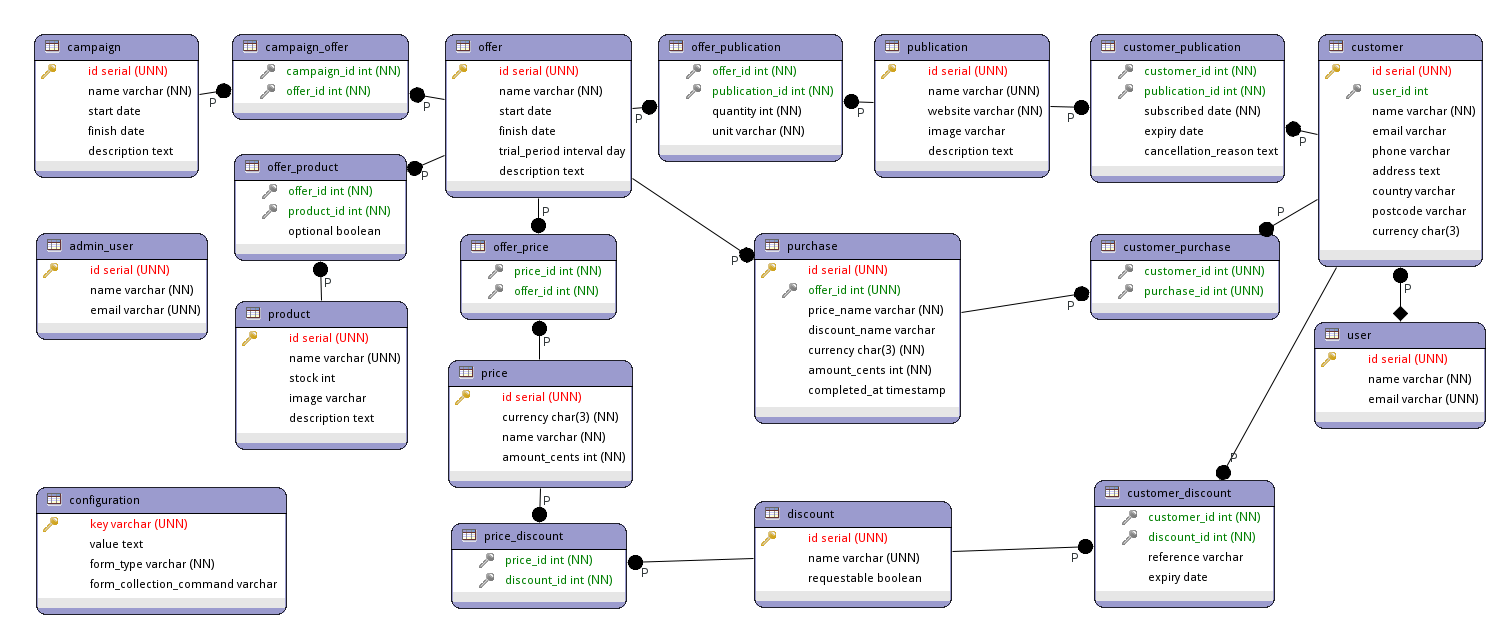 campaign
id serial (UNN)
name varchar (NN)
start date
finish date
description text
P
campaign_offer
campaign_id int (NN)
offer_id int (NN)
P
offer
id serial (UNN)
name varchar (NN)
start date
finish date
trial_period interval day
description text
P
offer_publication
offer_id int (NN)
publication_id int (NN)
quantity int (NN)
unit varchar (NN)
P
publication
id serial (UNN)
name varchar (UNN)
website varchar (NN)
image varchar
description text
P
customer_publication
customer_id int (NN)
publication_id int (NN)
subscribed date (NN)
expiry date
cancellation_reason text
P
customer
id serial (UNN)
user_id int
name varchar (NN)
email varchar
phone varchar
address text
country varchar
postcode varchar
currency char(3)
offer_product
offer_id int (NN)
product_id int (NN)
optional boolean
P
P
P
P
admin_user
id serial (UNN)
name varchar (NN)
email varchar (UNN)
offer_price
price_id int (NN)
offer_id int (NN)
P
P
purchase
id serial (UNN)
offer_id int (UNN)
price_name varchar (NN)
discount_name varchar
currency char(3) (NN)
amount_cents int (NN)
completed_at timestamp
P
customer_purchase
customer_id int (UNN)
purchase_id int (UNN)
P
product
id serial (UNN)
name varchar (UNN)
stock int
image varchar
description text
user
id serial (UNN)
name varchar (NN)
email varchar (UNN)
price
id serial (UNN)
currency char(3) (NN)
name varchar (NN)
amount_cents int (NN)
P
P
configuration
key varchar (UNN)
value text
form_type varchar (NN)
form_collection_command varchar
price_discount
price_id int (NN)
discount_id int (NN)
P
discount
id serial (UNN)
name varchar (UNN)
requestable boolean
P
customer_discount
customer_id int (NN)
discount_id int (NN)
reference varchar
expiry date